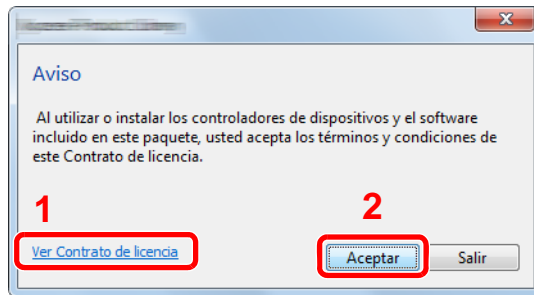 Aviso
Al utilizar o instalar los controladores de dispositivos y el software
incluido en este paquete, usted acepta los términos y condiciones de
este Contrato de licencia.
1
2
Ver Contrato de licencia
Aceptar
Salir